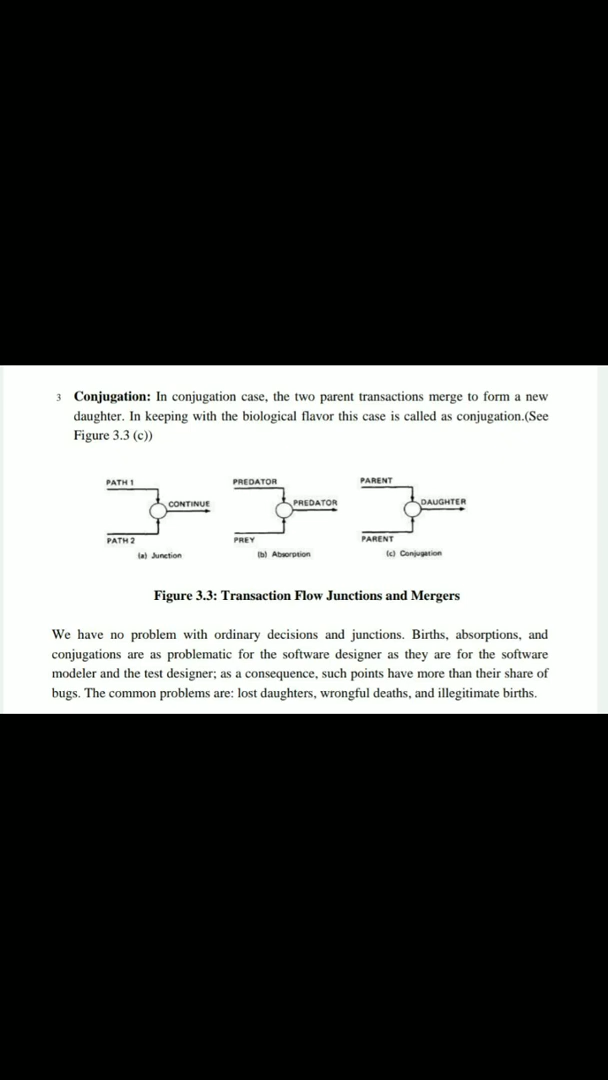 3 Conjugation: In conjugation case, the two parent transactions merge to form a new
daughter. In keeping with the biological flavor this case is called as conjugation.(See
Figure 3.3 (c))
PATH 1
CONTINUE
PATH 2
(a) Junction
PREDATOR
PREDATOR
PREY
(b) Absorption
PARENT
DAUGHTER
PARENT
(c) Conjugation
Figure 3.3: Transaction Flow Junctions and Mergers
We have no problem with ordinary decisions and junctions. Births, absorptions, and
conjugations are as problematic for the software designer as they are for the software
modeler and the test designer; as a consequence, such points have more than their share of
bugs. The common problems are: lost daughters, wrongful deaths, and illegitimate births.